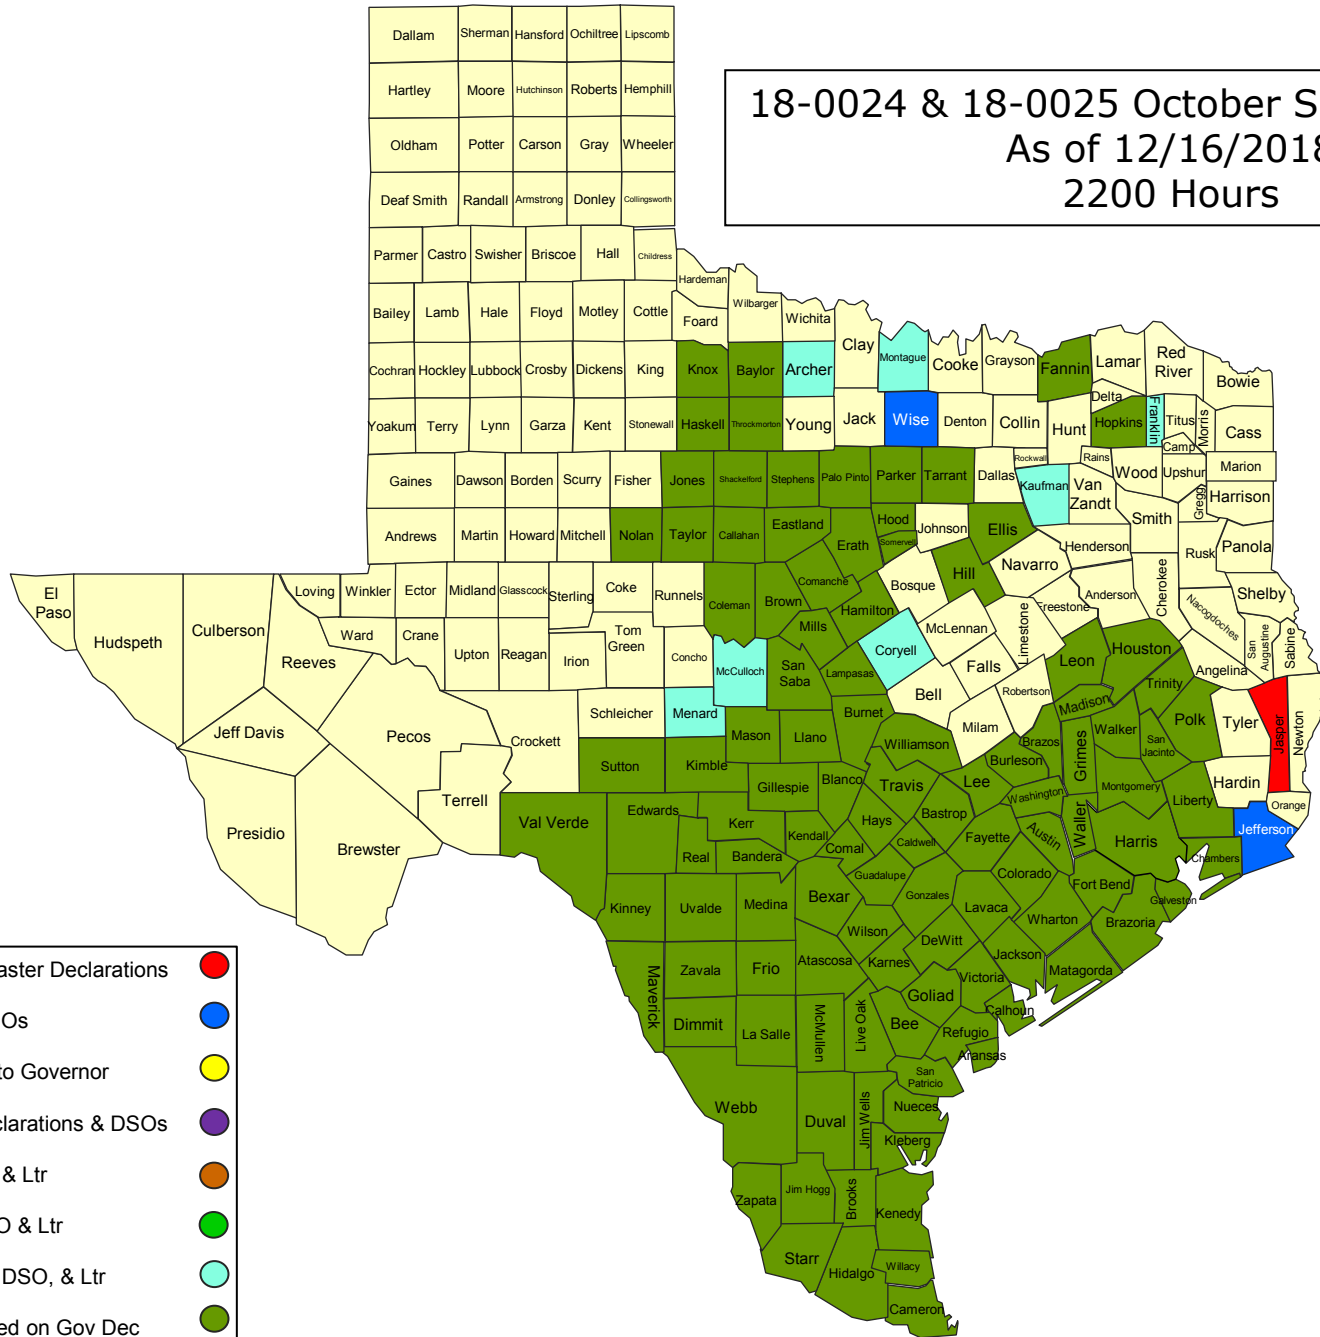 Dallam Sherman Hansford Ochiltree Lipscomb
Hartley Moore Hutchinson Roberts Hemphill
18-0024 & 18-0025 October S
As of 12/16/2018
2200 Hours
Oldham Potter Carson Gray Wheeler
Deaf Smith Randall Armstrong Donley Collingsworth
Parmer Castro Swisher Briscoe Hall Childress
Hardeman
Wilbarger
Bailey Lamb Hale Floyd Motley Cottle Foard Wichita
Clay Montague Cooke Grayson Fannin Lamar Red
River
Bowie
Cochran Hockley Lubbock Crosby Dickens King Knox Baylor Archer
Delta
Yoakum Terry Lynn Garza Kent Stonewall Haskell Throckmorton Young Jack Wise Denton Collin Hunt Hopkins Franklin Titus Morris Cass
Camp
Rockwall Rains
Gaines Dawson Borden Scurry Fisher Jones Shackelford Stephens Palo Pinto Parker Tarrant Dallas Kaufman Van
Zandt
Wood Upshur Marion
Gregg Harrison
Andrews Martin Howard Mitchell Nolan Taylor Callahan Eastland Erath Hood Somervell Johnson Ellis Henderson Smith Rusk Panola
El
Paso
Hudspeth Culberson Loving Winkler Ector Midland Glasscock Sterling Coke Runnels Coleman Brown Comanche Hamilton Bosque Hill Navarro Freestone Anderson Cherokee Nacogdoches Shelby
Reeves Ward Crane Upton Reagan Irion Tom
Green
Concho McCulloch San
Saba
Mills Lampasas Coryell McLennan Falls Limestone Leon Houston Angelina San
Augustine
Sabine
Jeff Davis Pecos Crockett Schleicher Menard Mason Llano Burnet Bell Milam Robertson Madison Trinity Polk Tyler Jasper Newton
Williamson Brazos Grimes Walker San
Jacinto
Hardin Orange
Presidio Brewster Terrell Sutton Kimble Gillespie Blanco Travis Lee Burleson Washington Montgomery Liberty Jefferson
Val Verde Edwards Kerr Kendall Hays Bastrop Fayette Austin Waller Harris Chambers
Real Bandera Comal Caldwell
Kinney Uvalde Medina Bexar Guadalupe Gonzales Lavaca Colorado Fort Bend Galveston
Wilson Wharton Brazoria
Maverick Zavala Frio Atascosa Karnes DeWitt Jackson Matagorda
Victoria
Dimmit La Salle McMullen Live Oak Bee Goliad Calhoun
Refugio
Aransas
San
Patricio
Webb Duval Jim Wells Nueces
Kleberg
Zapata Jim Hogg Brooks Kenedy
Starr Hidalgo Willacy
Cameron
aster Declarations
Os
to Governor
clarations & DSOs
& Ltr
O & Ltr
DSO, & Ltr
ed on Gov Dec